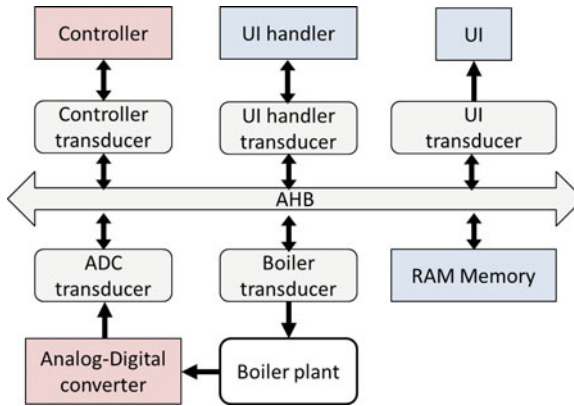 Controller
UI handler
UI
Controller
transducer
UI handler
transducer
UI
transducer
AHB
ADC
transducer
Boiler
transducer
RAM Memory
Analog-Digital
converter
Boiler plant